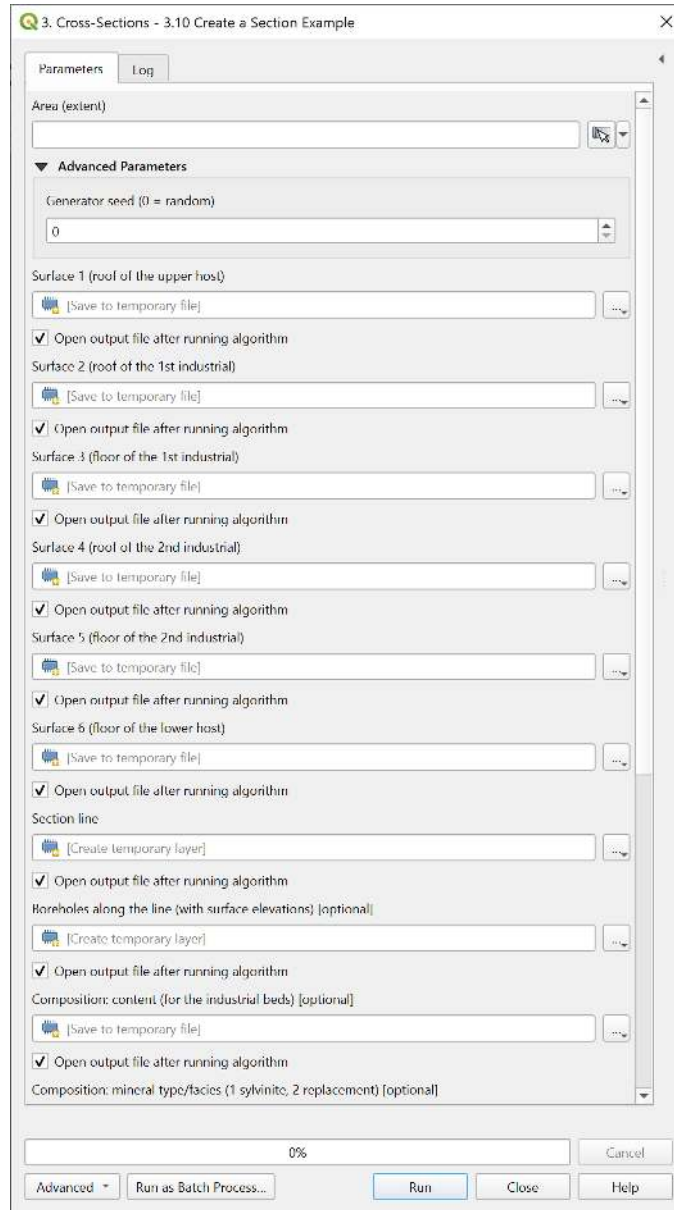 3. Cross-Sections - 3.10 Create a Section Example
Parameters
Log
Area (extent)
Advanced Parameters
Generator seed (0 = random)
0
Surface 1 (roof of the upper host)
[Save to temporary file]
...
Open output file after running algorithm
Surface 2 (roof of the 1st industrial)
[Save to temporary file]
...
Open output file after running algorithm
Surface 3 (floor of the 1st industrial)
[Save to temporary file]
...
Open output file after running algorithm
Surface 4 (roof of the 2nd industrial)
[Save to temporary file]
...
Open output file after running algorithm
Surface 5 (floor of the 2nd industrial)
[Save to temporary file]
...
Open output file after running algorithm
Surface 6 (floor of the lower host)
[Save to temporary file]
...
Open output file after running algorithm
Section line
[Create temporary layer]
...
Open output file after running algorithm
Boreholes along the line (with surface elevations) [optional]
[Create temporary layer]
...
Open output file after running algorithm
Composition: content (for the industrial beds) [optional]
[Save to temporary file]
...
Open output file after running algorithm
Composition: mineral type/facies (1 sylvinite, 2 replacement) [optional]
0%
Cancel
Advanced
Run as Batch Process...
Run
Close
Help